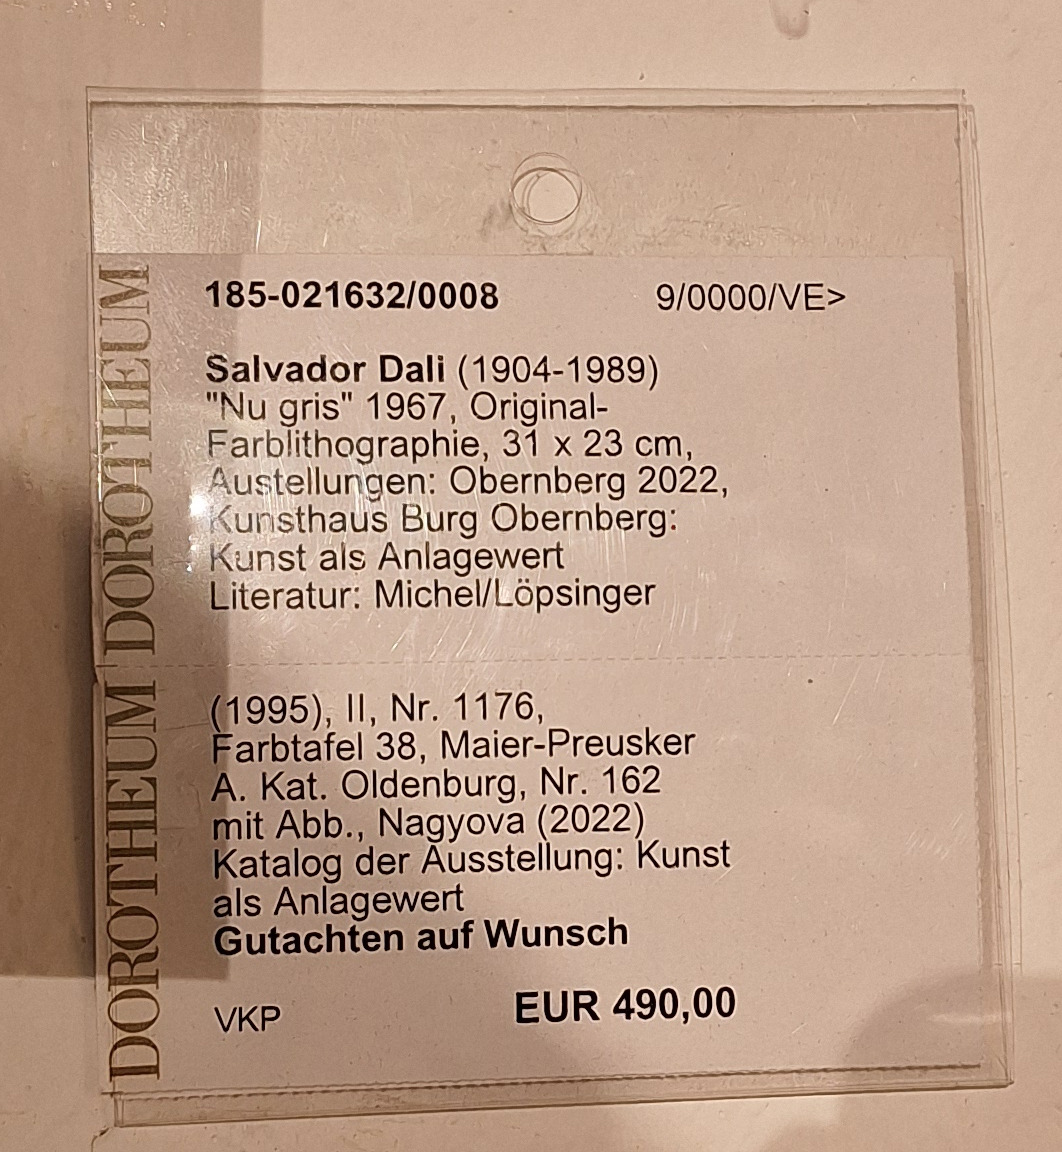 185-021632/0008 9/0000/VE>
Salvador Dali (1904-1989)
"Nu gris" 1967, Original-
Farblithographie, 31 x 23 cm,
Austellungen: Obernberg 2022,
Kunsthaus Burg Obernberg:
Kunst als Anlagewert
Literatur: Michel/Löpsinger
(1995), II, Nr. 1176,
Farbtafel 38, Maier-Preusker
A. Kat. Oldenburg, Nr. 162
mit Abb., Nagyova (2022)
Katalog der Ausstellung: Kunst
als Anlagewert
Gutachten auf Wunsch
VKP EUR 490,00
DOROTHEUM DOROTHEUM